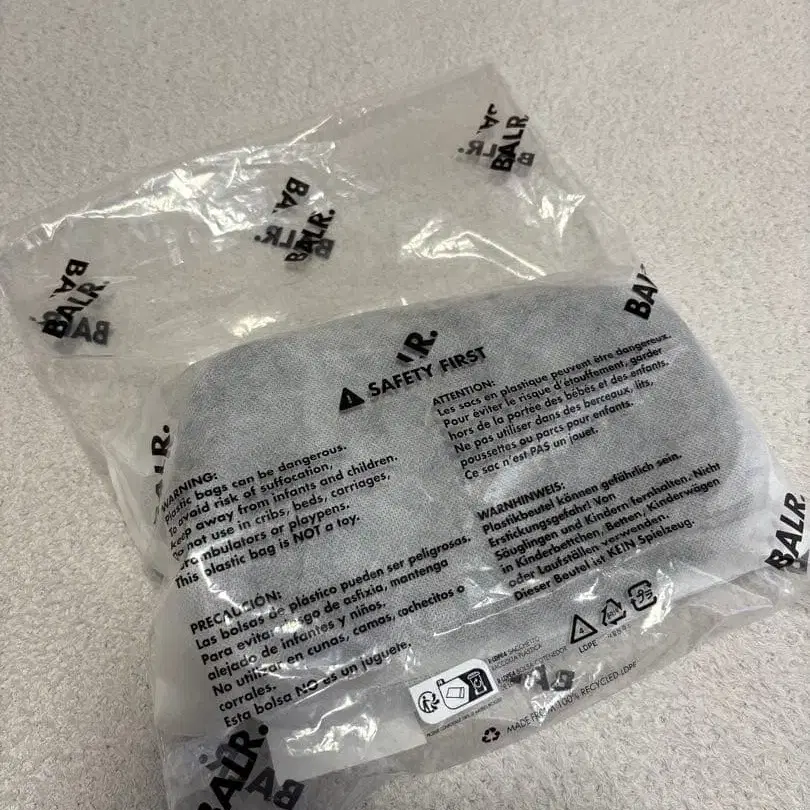 BALR.
BALR.
BALR.
BALR.
SAFETY FIRST
WARNING:
Plastic bags can be dangerous.
To avoid risk of suffocation,
keep away from infants and children.
Do not use in cribs, beds, carriages,
perambulators or playpens.
This plastic bag is NOT a toy.
ATTENTION:
Les sacs en plastique peuvent être dangereux.
Pour éviter le risque d'étouffement, garder
hors de la portée des bébés et des enfants.
Ne pas utiliser dans des berceaux, lits,
poussettes ou parcs pour enfants.
Ce sac n'est PAS un jouet.
PRECAUCIÓN:
Las bolsas de plástico pueden ser peligrosas.
Para evitar riesgo de asfixia, mantenga
alejado de infantes y niños.
No utilizar en cunas, camas, cochecitos o
corrales.
Esta bolsa NO es un juguete.
WARNHINWEIS:
Plastikbeutel können gefährlich sein.
Erstickungsgefahr! Von
Säuglingen und Kindern fernhalten. Nicht
in Kinderbettchen, Betten, Kinderwägen
oder Laufställen verwenden.
Dieser Beutel ist KEIN Spielzeug.
4
LDPE
MADE FROM 100% RECYCLED LDPE
BALR.
BALR.